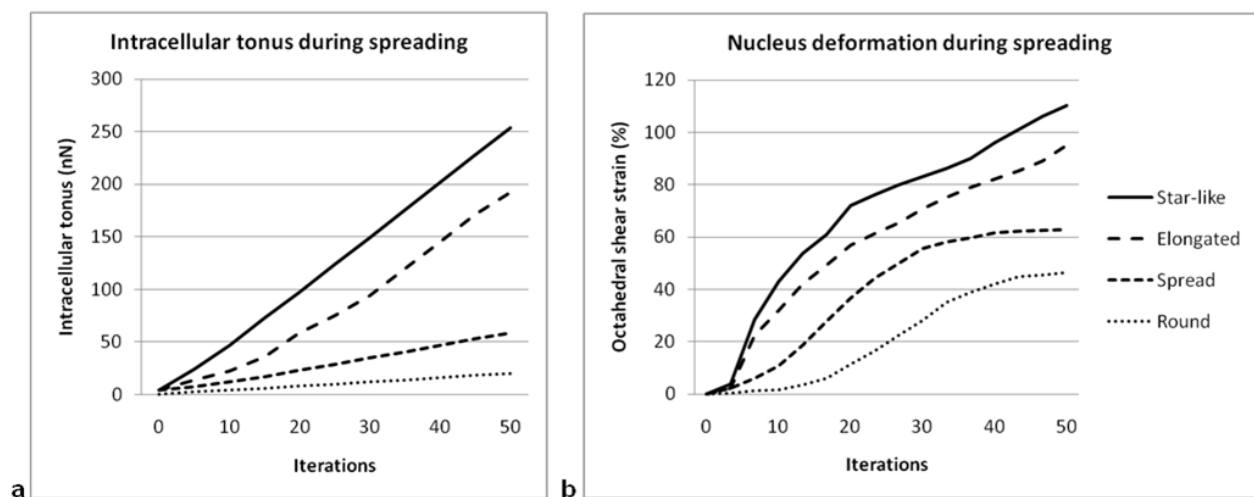 Intracellular tonus during spreading
Intracellular tonus (nN)
300
250
200
150
100
50
0
0 10 20 30 40 50
Iterations
a
Nucleus deformation during spreading
Octahedral shear strain (%)
120
100
80
60
40
20
0
0 10 20 30 40 50
Iterations
b
Star-like
Elongated
Spread
Round